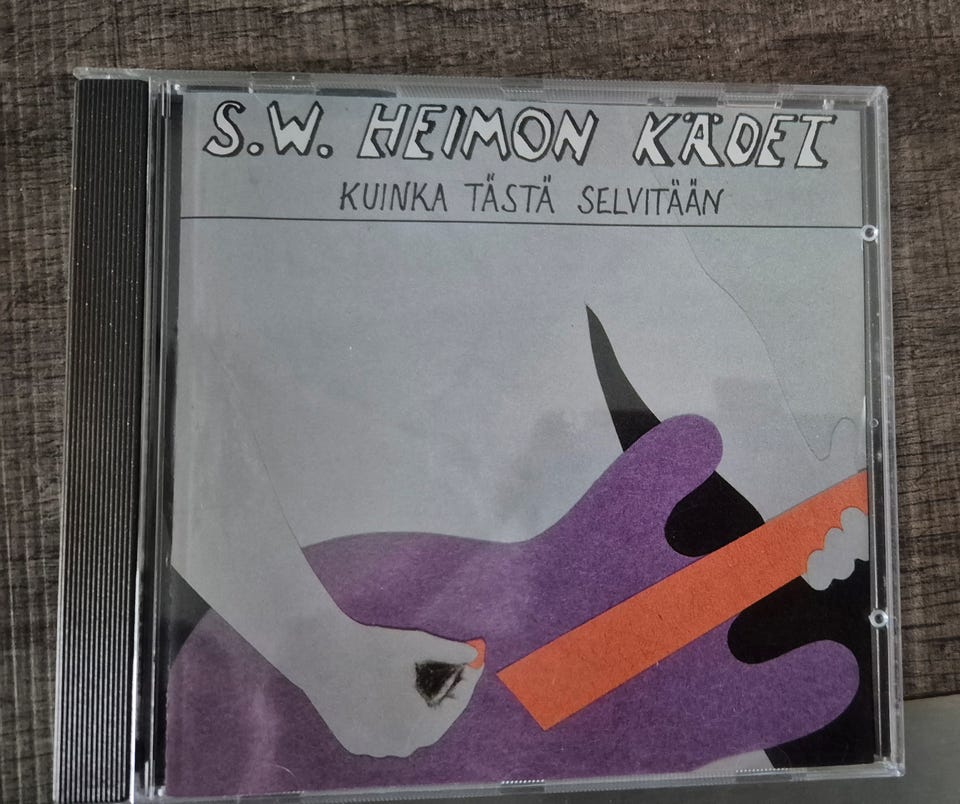 S.W. HEIMON KÄDET
KUINKA TÄSTÄ SELVITÄÄN